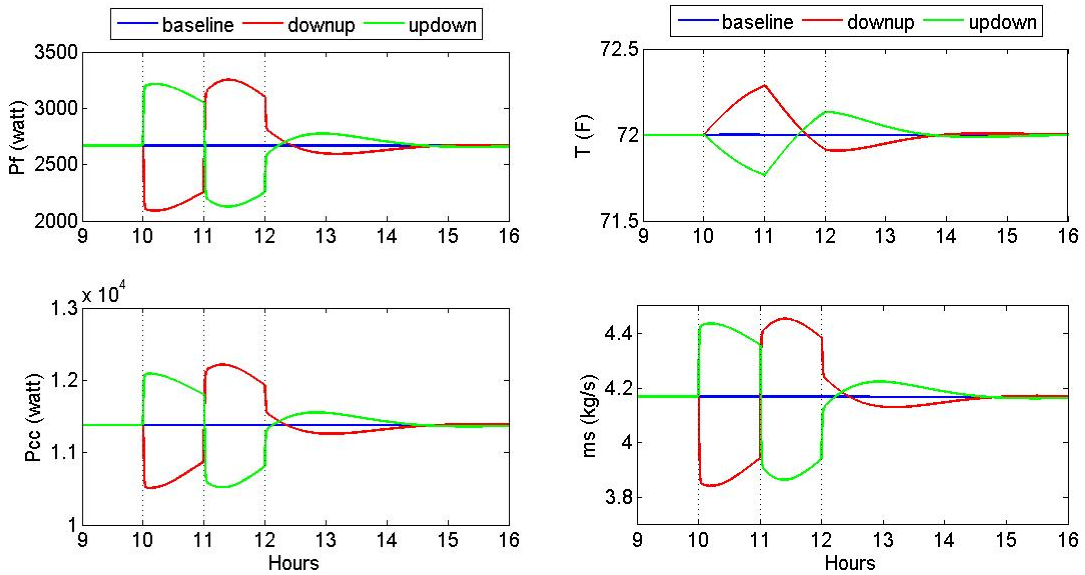 baseline downup updown
Pf (watt)
3500
3000
2500
2000
9 10 11 12 13 14 15 16
baseline downup updown
T (F)
72.5
72
71.5
9 10 11 12 13 14 15 16
x 10^4
Pcc (watt)
1.3
1.2
1.1
1
9 10 11 12 13 14 15 16
Hours
ms (kg/s)
4.4
4.2
4
3.8
9 10 11 12 13 14 15 16
Hours